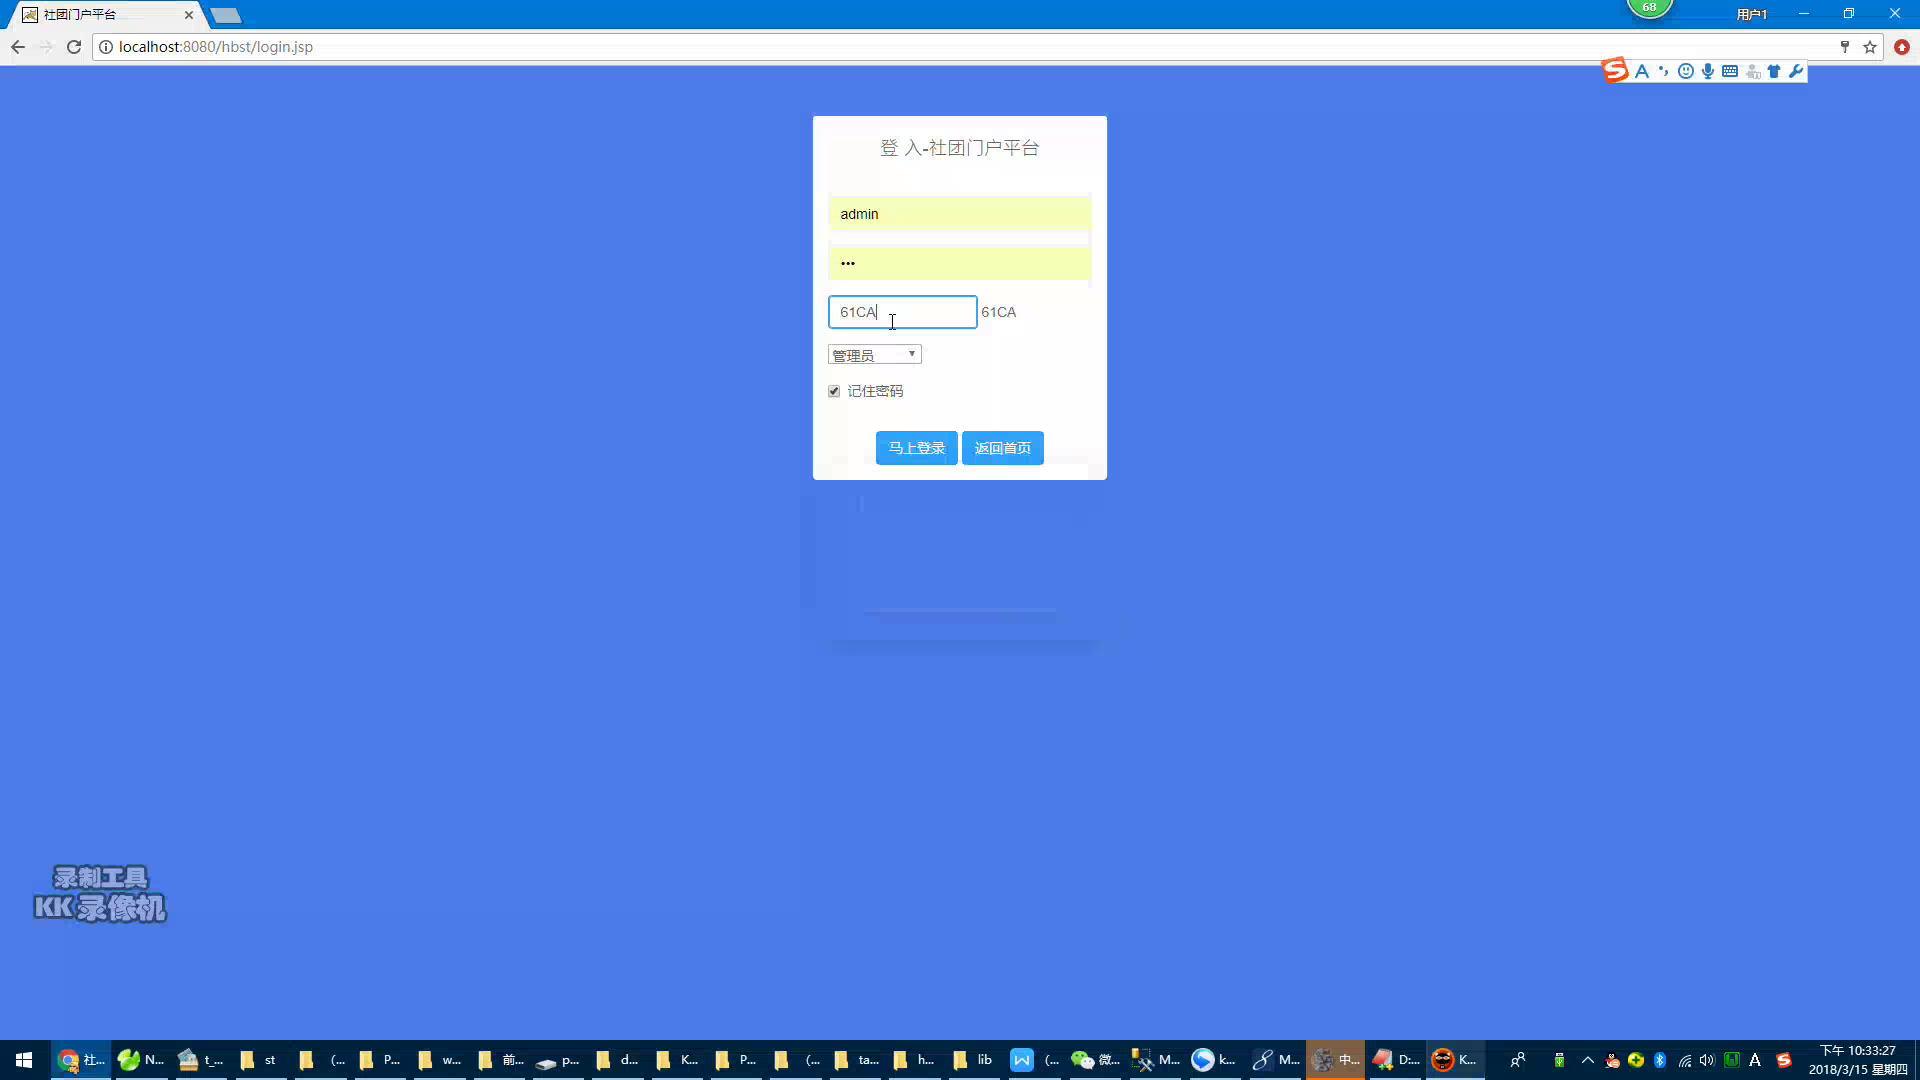 社团门户平台
68
用户1
localhost:8080/hbst/login.jsp
登 入-社团门户平台
admin
•••
61CA 61CA
管理员
记住密码
马上登录 返回首页
录制工具
KK 录像机
社... N... t_... st (... P... w... 前... p... d... K... P... (... ta... h... lib (... 微... M... k... M... 中... D:... K...
下午 10:33:27
2018/3/15 星期四